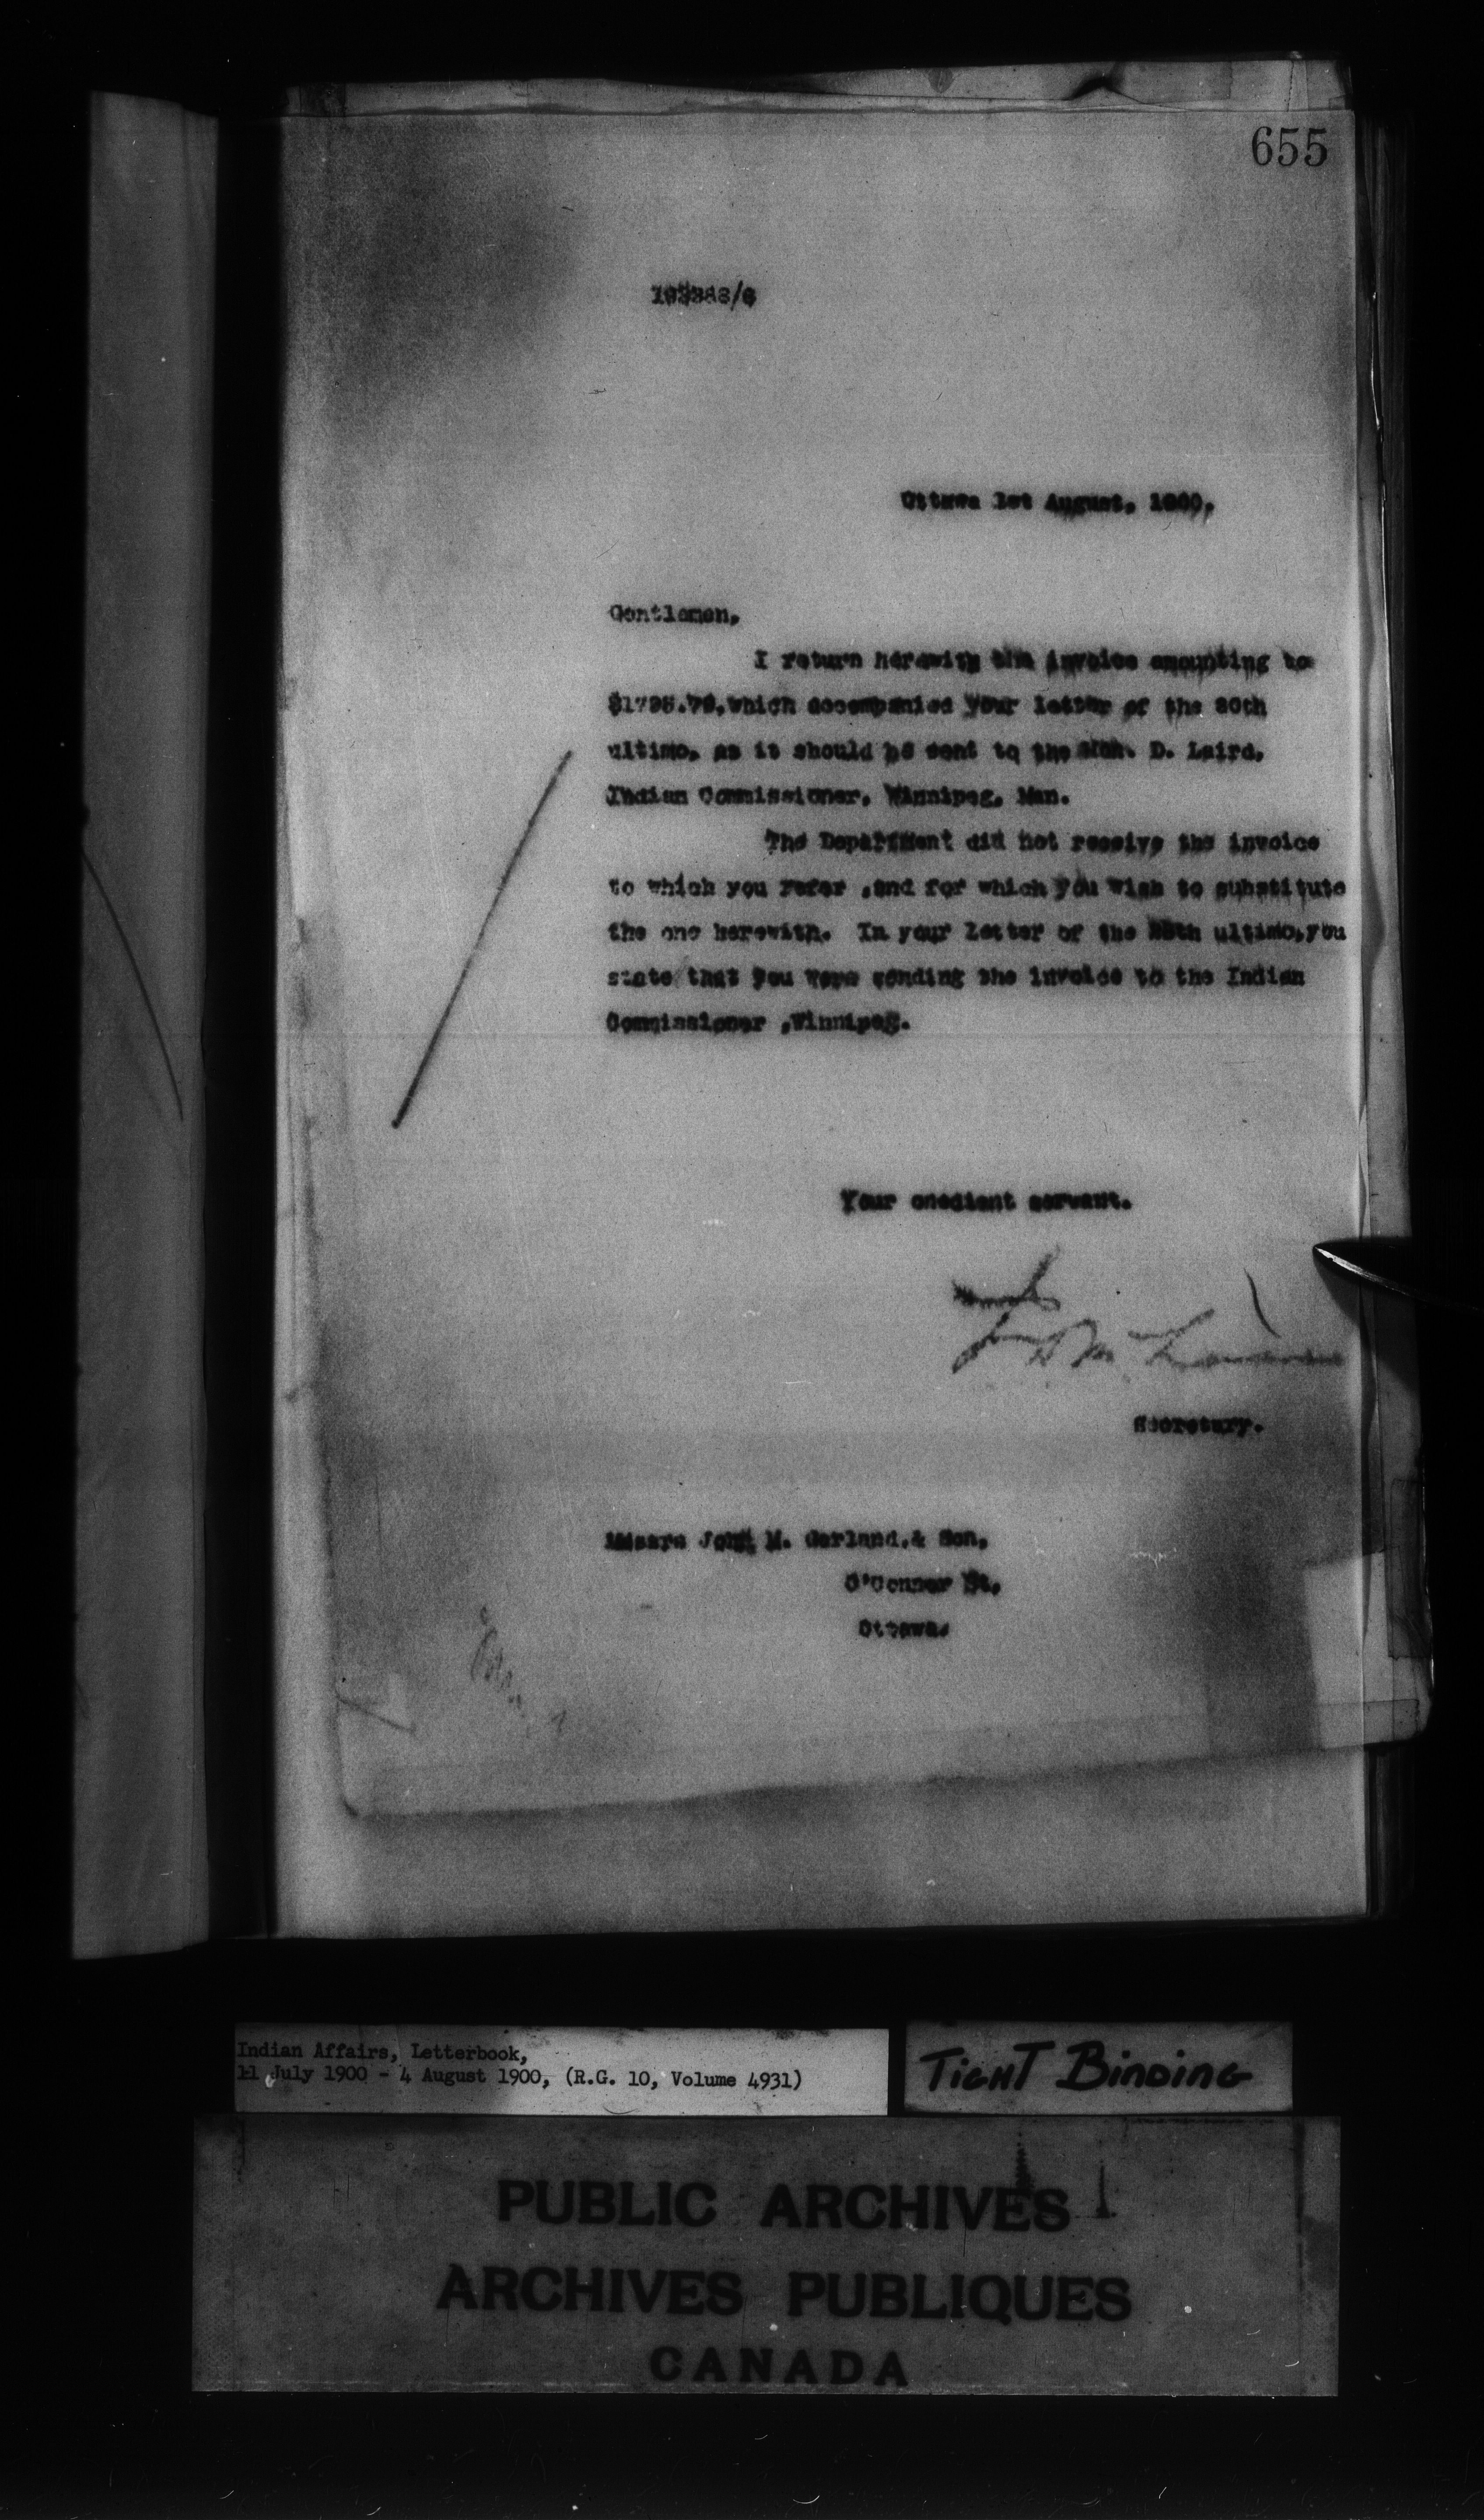 655
Ottawa 1st August, 1900.
Gentlemen,
I return herewith the invoice amounting to
which accompanied your letter of the 30th
ultimo, as it should be sent to the Hon. D. Laird,
Indian Commissioner, Winnipeg, Man.
The Department did not receive the invoice
to which you refer ,and for which you wish to substitute
the one herewith. In your letter of the ultimo,you
state that you were sending the invoice to the Indian
Commissioner ,Winnipeg.
Your obedient servant.
Secretary.
Messrs John M. Garland,& Son,
O'Connor St,
Ottawa.
Indian Affairs, Letterbook,
11 July 1900 - 4 August 1900, (R.G. 10, Volume 4931)
TIGHT BINDING
PUBLIC ARCHIVES
ARCHIVES PUBLIQUES
CANADA